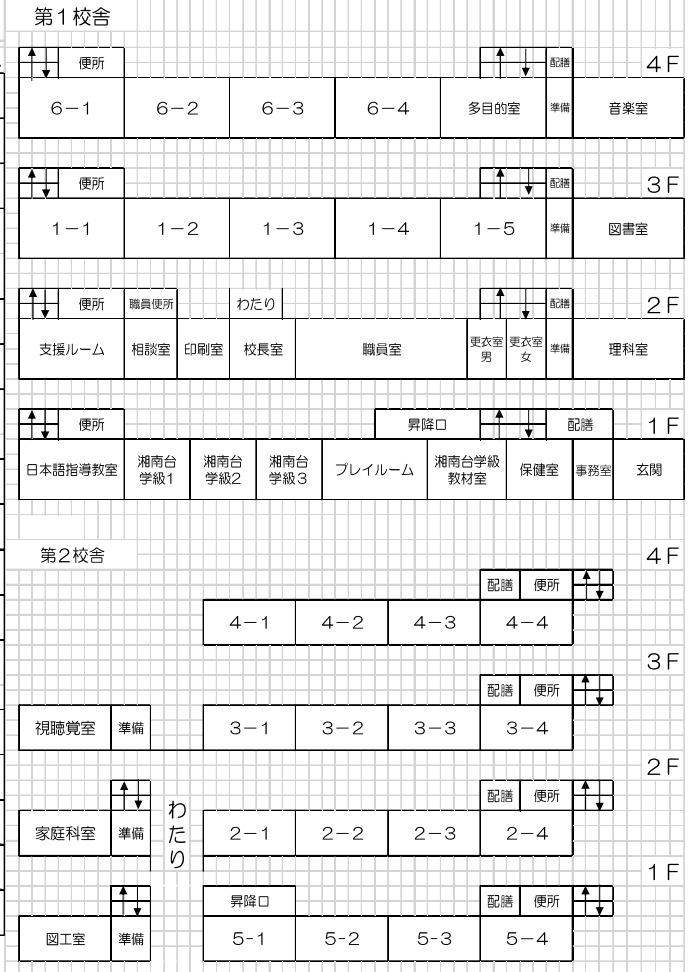 第1校舎
便所 配膳 4F
6-1 6-2 6-3 6-4 多目的室 準備 音楽室
便所 配膳 3F
1-1 1-2 1-3 1-4 1-5 準備 図書室
便所 職員便所 わたり 配膳 2F
支援ルーム 相談室 印刷室 校長室 職員室 更衣室男 更衣室女 準備 理科室
便所 昇降口 配膳 1F
日本語指導教室 湘南台学級1 湘南台学級2 湘南台学級3 プレイルーム 湘南台学級教材室 保健室 事務室 玄関
第2校舎
4F
配膳 便所
4-1 4-2 4-3 4-4
3F
配膳 便所
視聴覚室 準備 3-1 3-2 3-3 3-4
2F
配膳 便所
家庭科室 準備 わたり 2-1 2-2 2-3 2-4
1F
昇降口 配膳 便所
図工室 準備 5-1 5-2 5-3 5-4